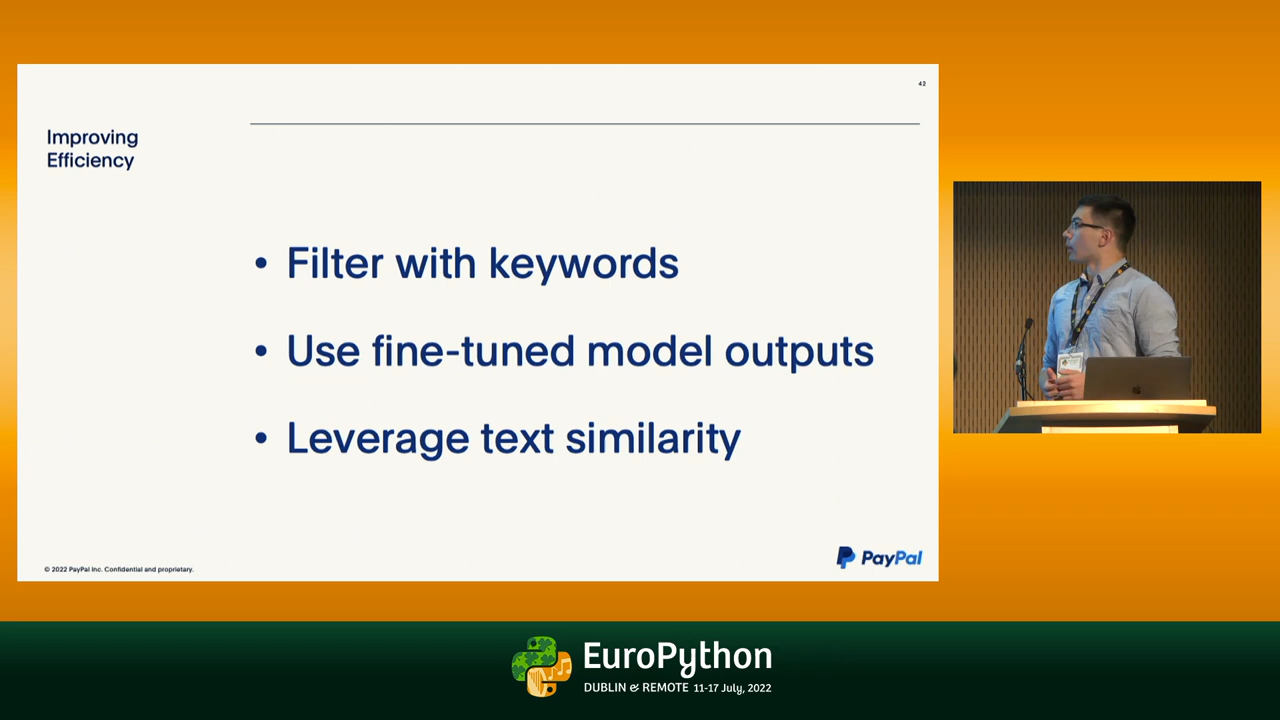 42
Improving
Efficiency
• Filter with keywords
• Use fine-tuned model outputs
• Leverage text similarity
© 2022 PayPal Inc. Confidential and proprietary.
PayPal
EuroPython
DUBLIN & REMOTE 11-17 July, 2022